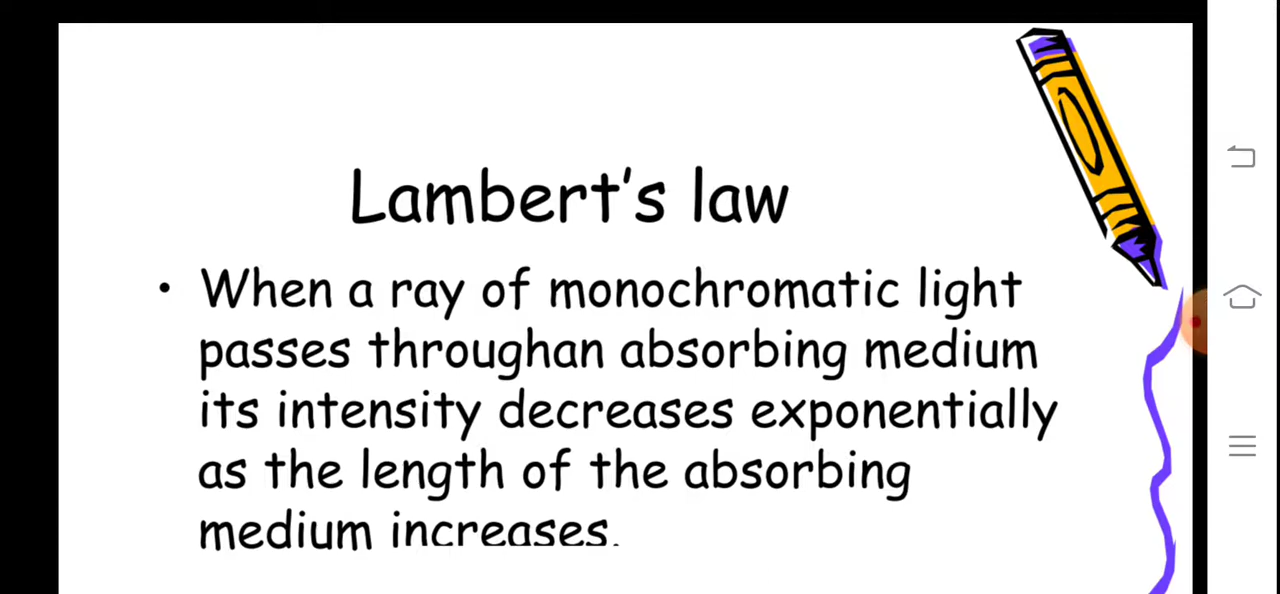 Lambert's law
• When a ray of monochromatic light
passes throughan absorbing medium
its intensity decreases exponentially
as the length of the absorbing
medium increases.